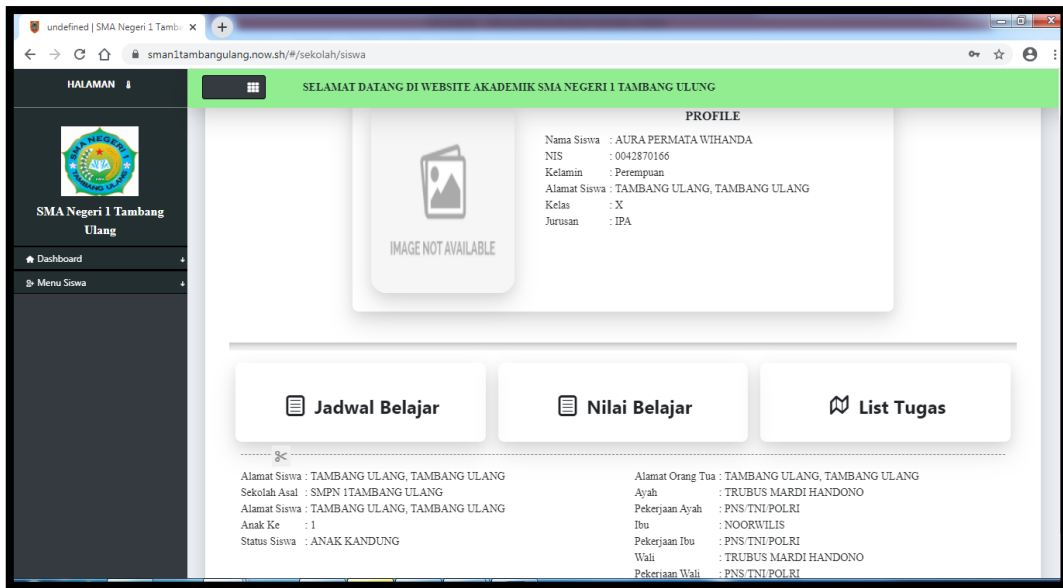 undefined | SMA Negeri 1 Tamb
sman1tambangulang.now.sh/#/sekolah/siswa
HALAMAN
SELAMAT DATANG DI WEBSITE AKADEMIK SMA NEGERI 1 TAMBANG ULUNG
SMA NEGERI 1
TAMBANG ULANG
SMA Negeri 1 Tambang
Ulang
Dashboard
Menu Siswa
IMAGE NOT AVAILABLE
PROFILE
Nama Siswa : AURA PERMATA WIHANDA
NIS : 0042870166
Kelamin : Perempuan
Alamat Siswa : TAMBANG ULANG, TAMBANG ULANG
Kelas : X
Jurusan : IPA
Jadwal Belajar
Nilai Belajar
List Tugas
Alamat Siswa : TAMBANG ULANG, TAMBANG ULANG
Sekolah Asal : SMPN 1TAMBANG ULANG
Alamat Siswa : TAMBANG ULANG, TAMBANG ULANG
Anak Ke : 1
Status Siswa : ANAK KANDUNG
Alamat Orang Tua : TAMBANG ULANG, TAMBANG ULANG
Ayah : TRUBUS MARDI HANDONO
Pekerjaan Ayah : PNS/TNI/POLRI
Ibu : NOORWILIS
Pekerjaan Ibu : PNS/TNI/POLRI
Wali : TRUBUS MARDI HANDONO
Pekerjaan Wali : PNS/TNI/POLRI